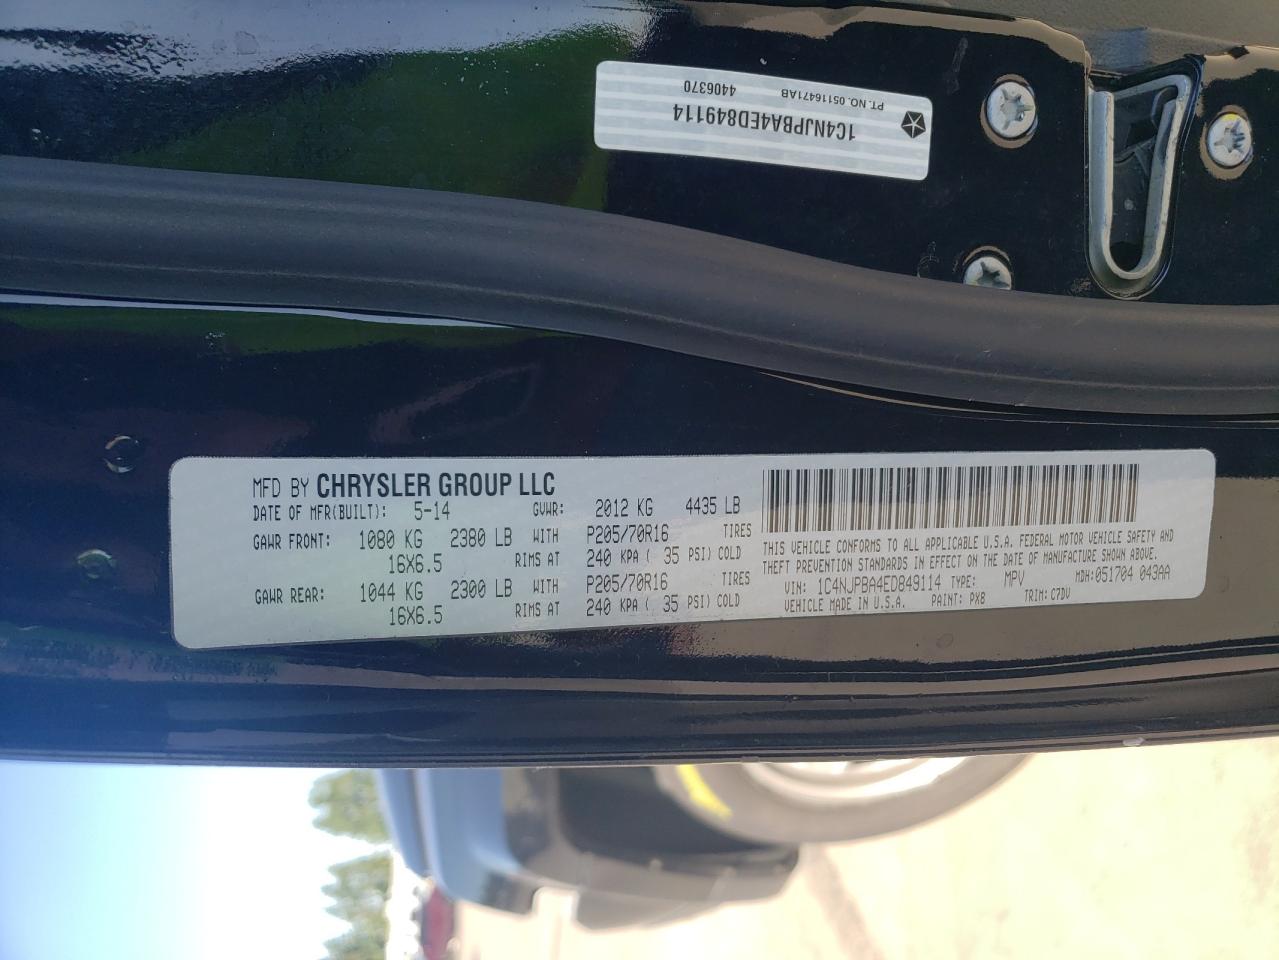 1C4NJPBA4ED849114
4406370 PT. NO. 05116471AB
MFD BY CHRYSLER GROUP LLC
DATE OF MFR(BUILT): 5-14 GVWR: 2012 KG 4435 LB
GAWR FRONT: 1080 KG 2380 LB WITH P205/70R16 TIRES
16X6.5 RIMS AT 240 KPA ( 35 PSI) COLD
GAWR REAR: 1044 KG 2300 LB WITH P205/70R16 TIRES
16X6.5 RIMS AT 240 KPA ( 35 PSI) COLD
THIS VEHICLE CONFORMS TO ALL APPLICABLE U.S.A. FEDERAL MOTOR VEHICLE SAFETY AND
THEFT PREVENTION STANDARDS IN EFFECT ON THE DATE OF MANUFACTURE SHOWN ABOVE.
VIN: 1C4NJPBA4ED849114 TYPE: MPV MDH: 051704 043AA
VEHICLE MADE IN U.S.A. PAINT: PX8 TRIM: C7DV